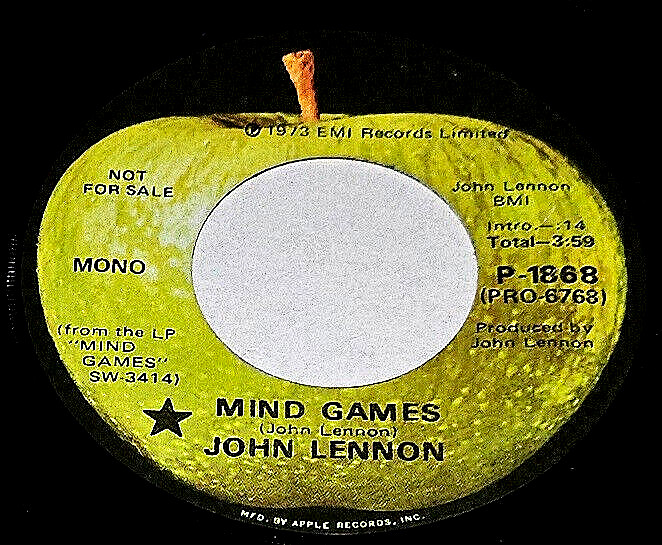 ℗ 1973 EMI Records Limited
NOT
FOR SALE
MONO
(from the LP
"MIND
GAMES"
SW-3414)
John Lennon
BMI
Intro.—:14
Total—3:59
P-1868
(PRO-6768)
Produced by
John Lennon
MIND GAMES
(John Lennon)
JOHN LENNON
MFD. BY APPLE RECORDS, INC.